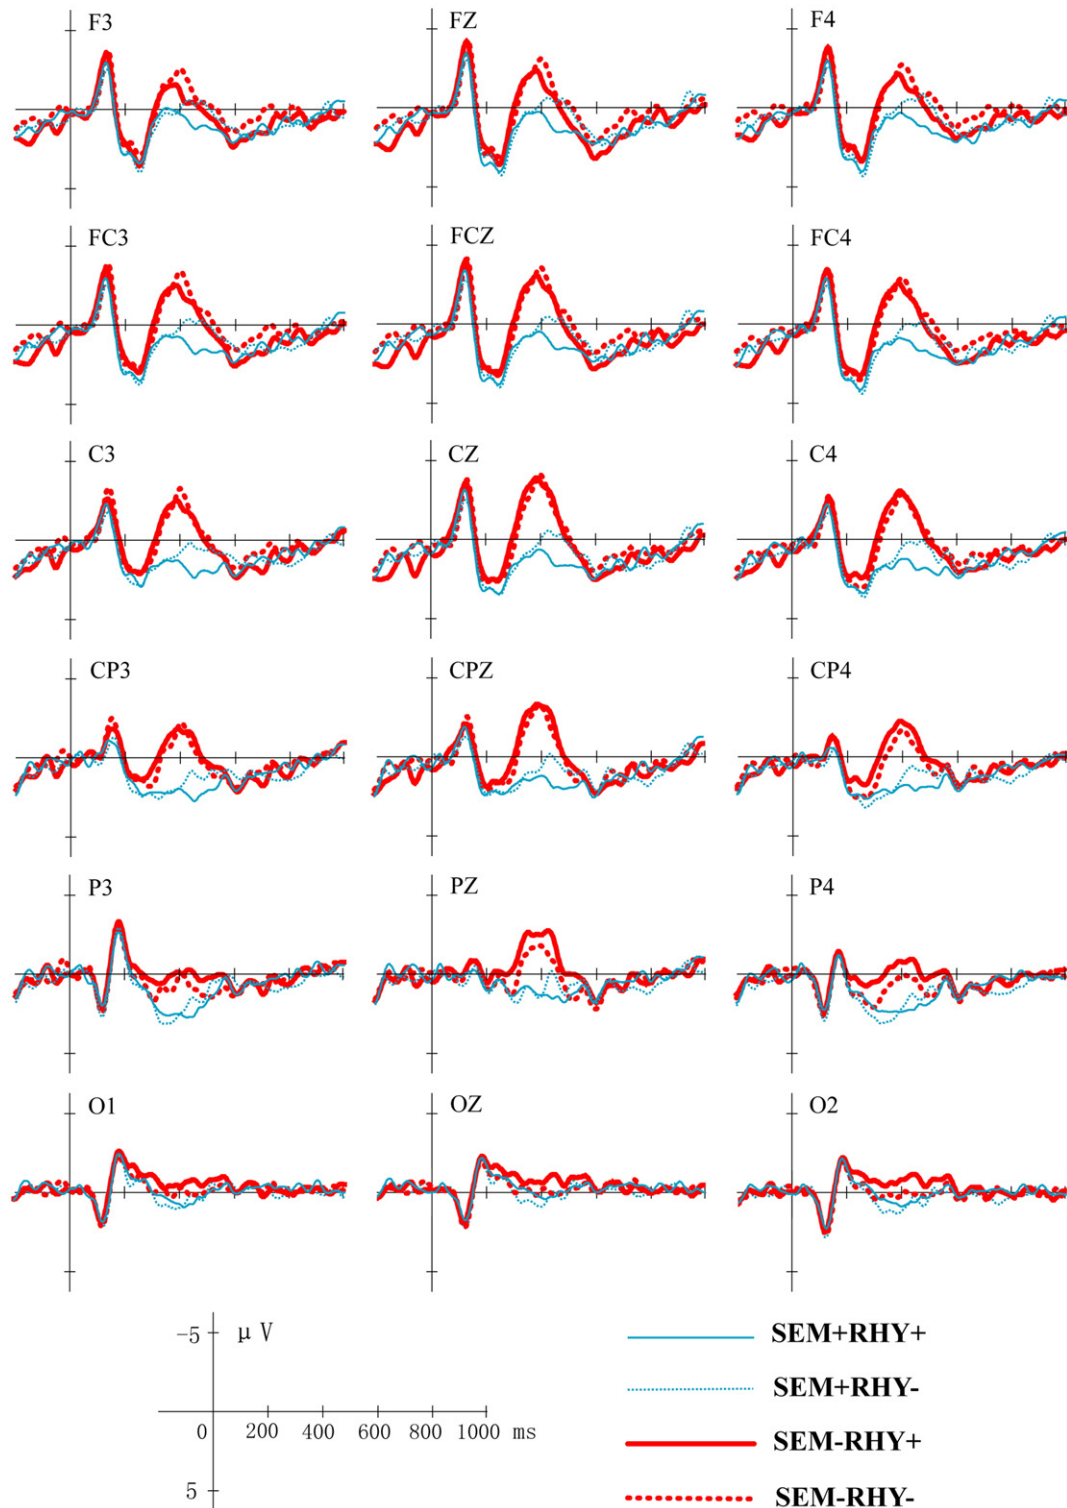 F3 FZ F4
FC3 FCZ FC4
C3 CZ C4
CP3 CPZ CP4
P3 PZ P4
O1 OZ O2
-5 μV
SEM+RHY+
SEM+RHY-
0 200 400 600 800 1000 ms
SEM-RHY+
5
SEM-RHY-